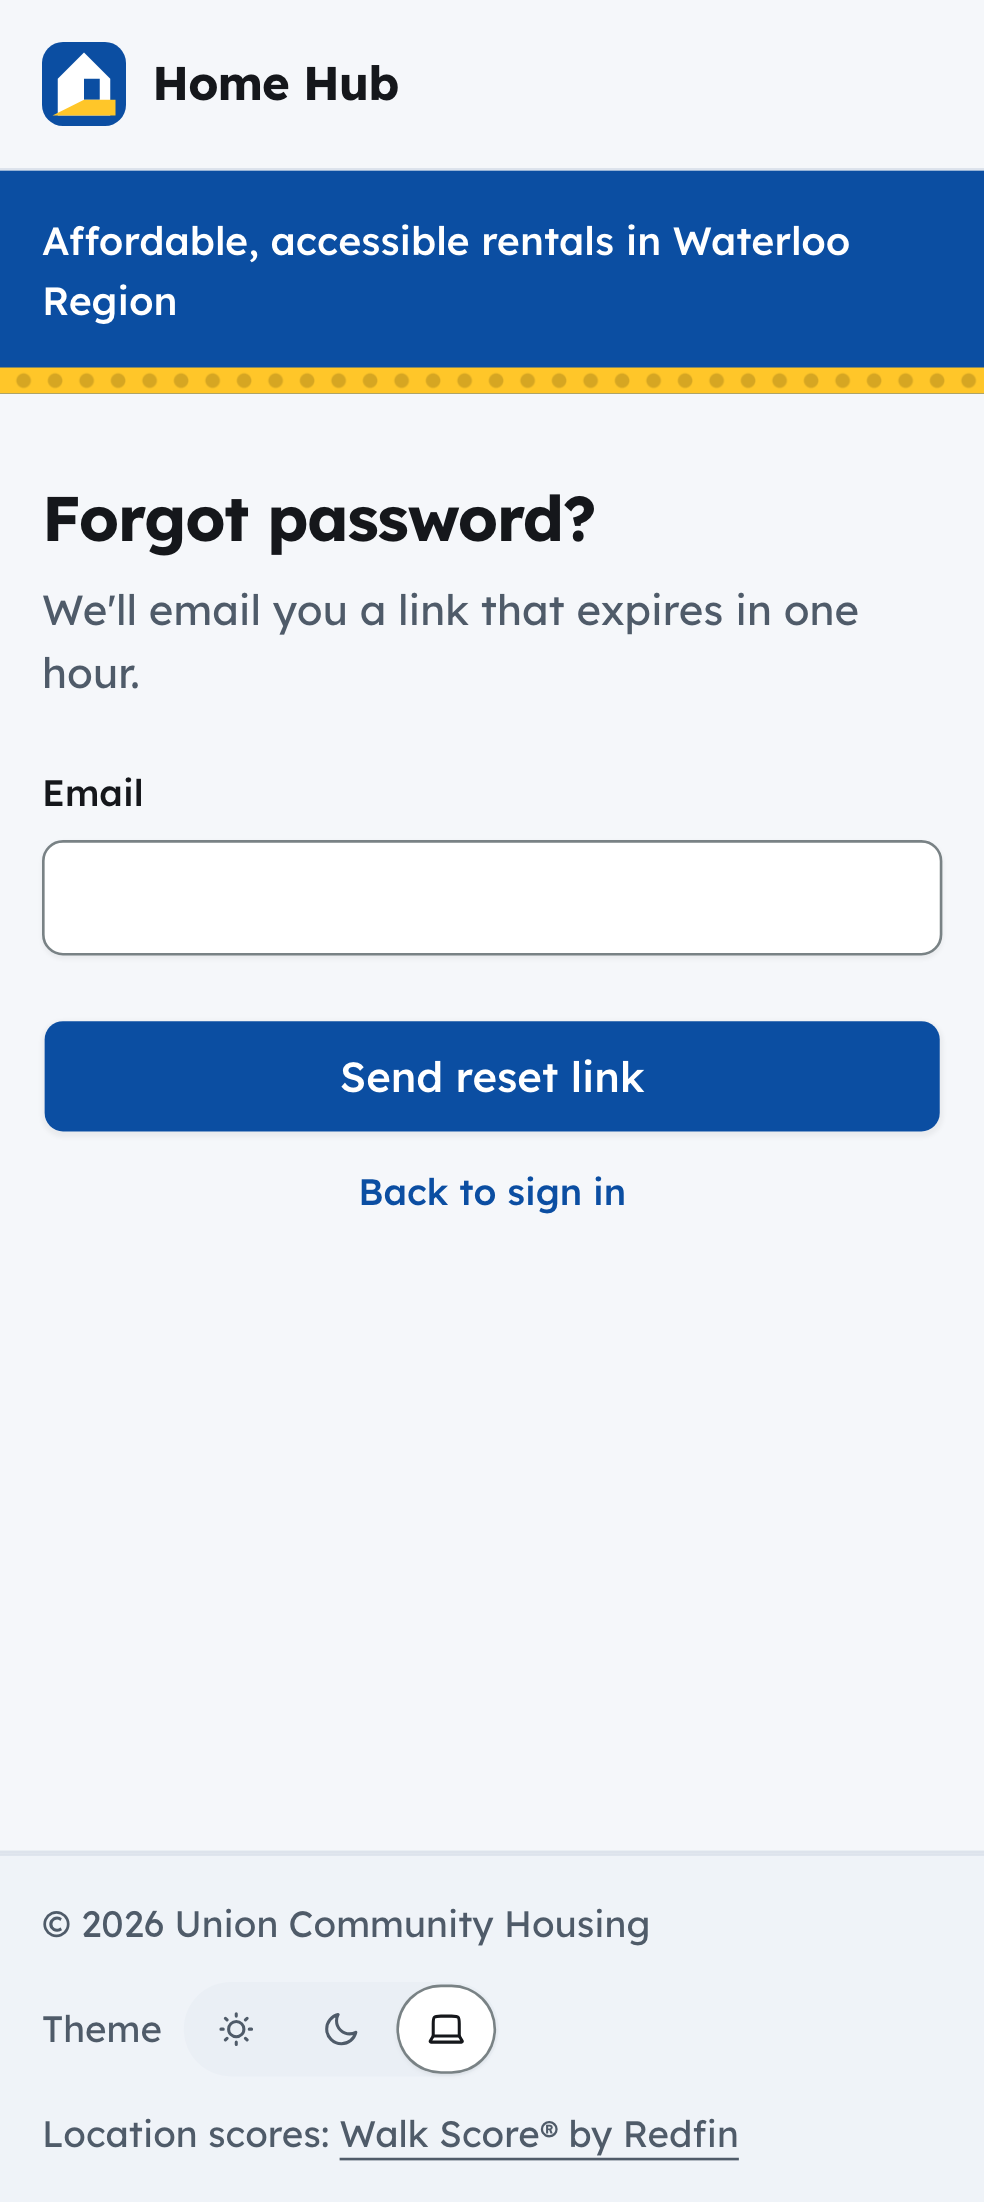 Home Hub
Affordable, accessible rentals in Waterloo
Region
Forgot password?
We'll email you a link that expires in one
hour.
Email
Send reset link
Back to sign in
© 2026 Union Community Housing
Theme
Location scores: Walk Score® by Redfin